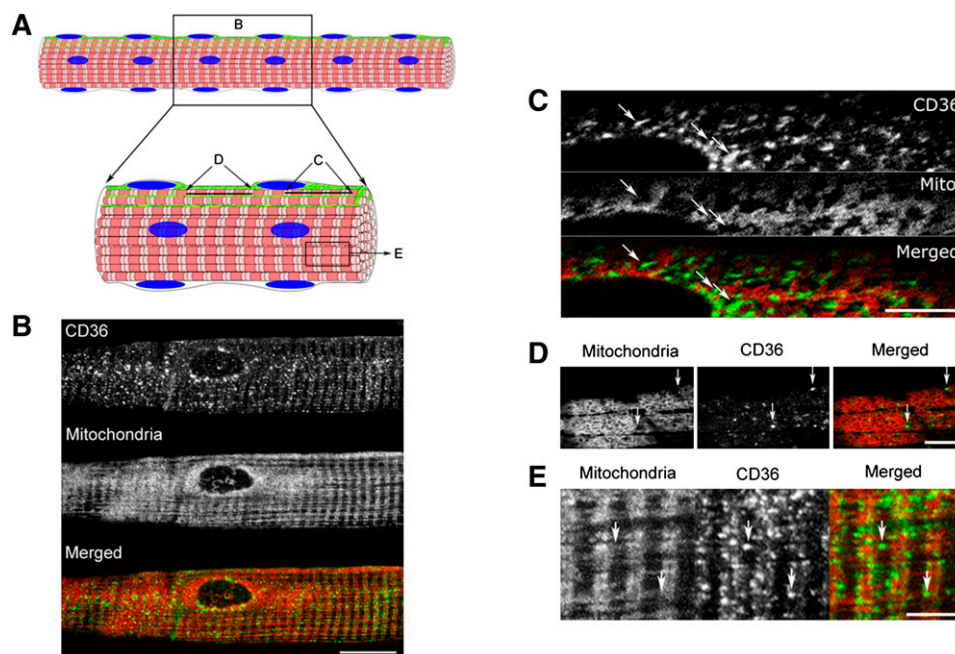 A
B
D
C
E
B
CD36
Mitochondria
Merged
C
CD36
Mito
Merged
D
Mitochondria CD36 Merged
E
Mitochondria CD36 Merged